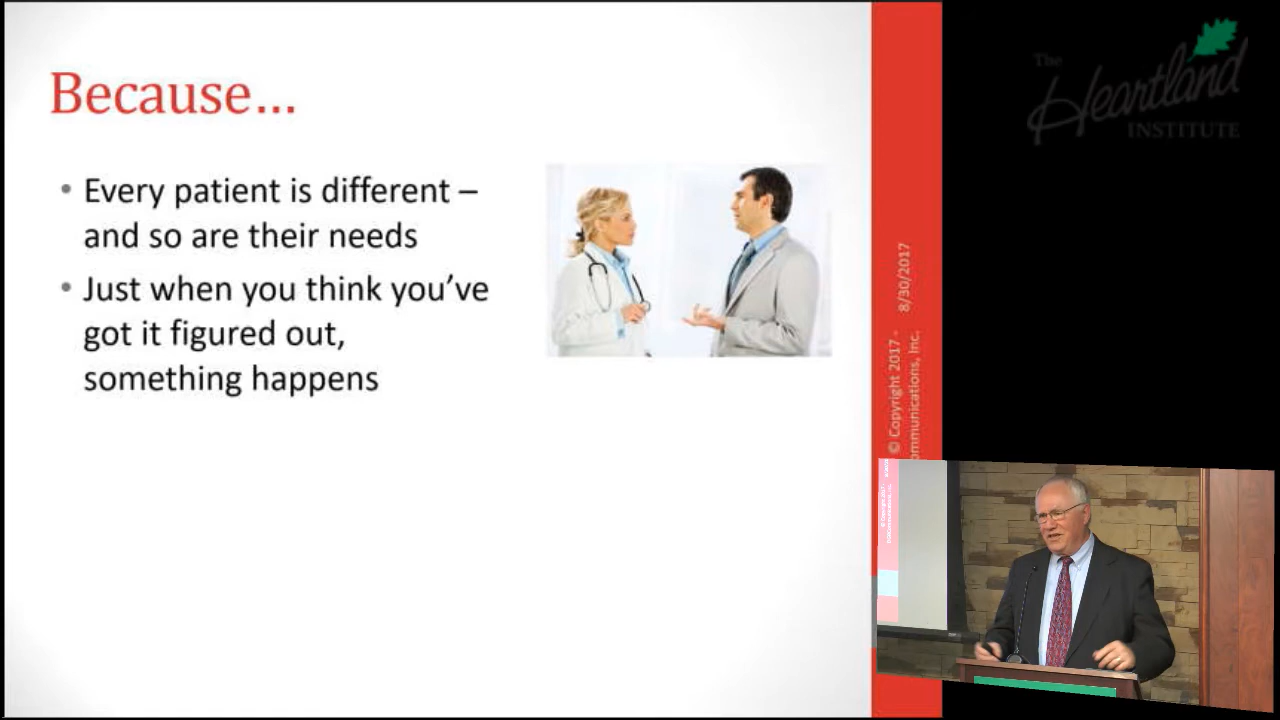 Because…
• Every patient is different –
and so are their needs
• Just when you think you've
got it figured out,
something happens
8/30/2017
© Copyright 2017 -
ommunications, Inc.
The
Heartland
INSTITUTE